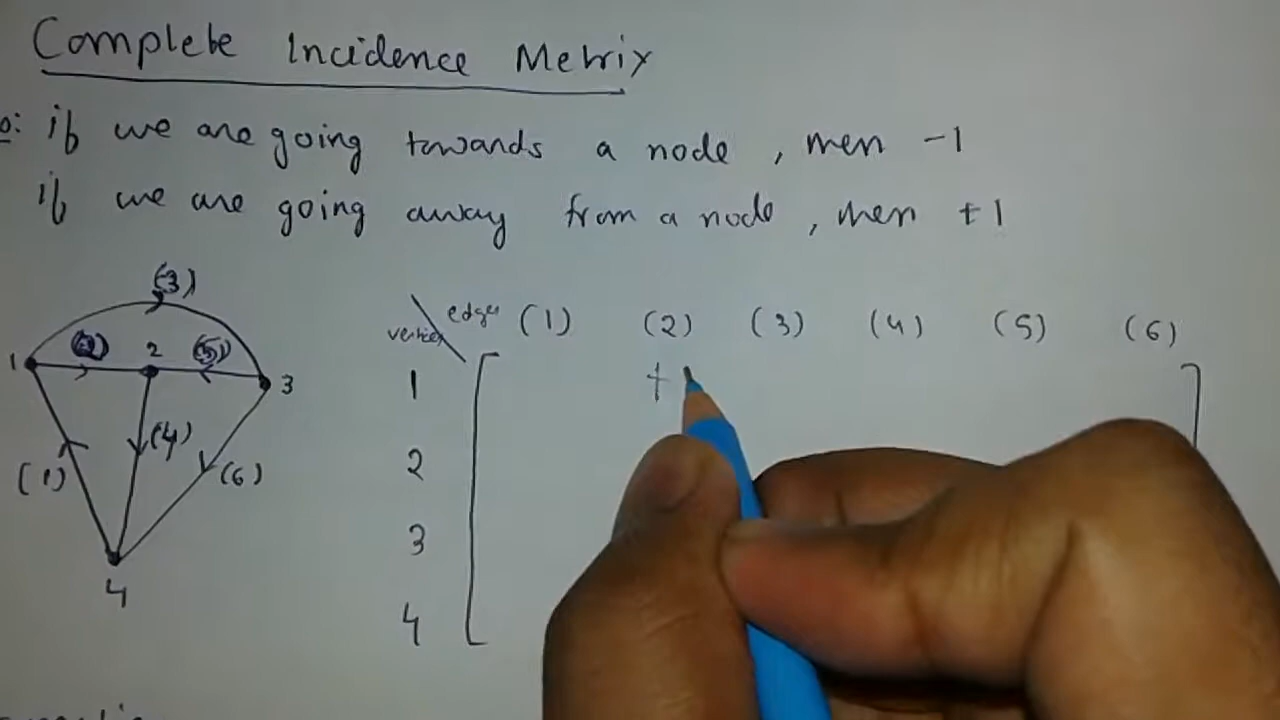 Complete Incidence Metrix
o: if we are going towards a node, then -1
if we are going away from a node, then +1
(3)
vertices edges (1) (2) (3) (4) (5) (6)
1 (2) 2 (5) 3
1 +
(1) (4) (6)
2
3
4
4